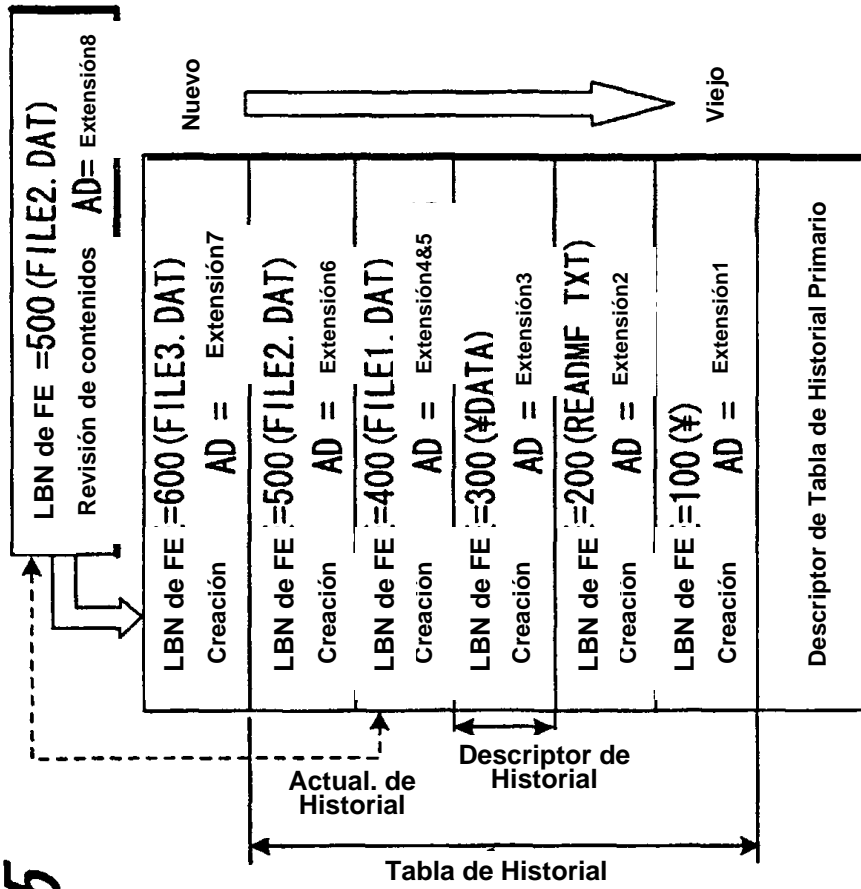 5
LBN de FE =500(FILE2. DAT)
Revisión de contenidos AD= Extensión8
LBN de FE =600(FILE3. DAT)
Creación AD = Extensión7
LBN de FE =500(FILE2. DAT)
Creación AD = Extensión6
LBN de FE =400(FILE1. DAT)
Creación AD = Extensión4&5
LBN de FE =300(¥DATA)
Creación AD = Extensión3
LBN de FE =200(READMF TXT)
Creación AD = Extensión2
LBN de FE =100(¥)
Creación AD = Extensión1
Descriptor de Tabla de Historial Primario
Nuevo
Viejo
Actual. de
Historial
Descriptor de
Historial
Tabla de Historial